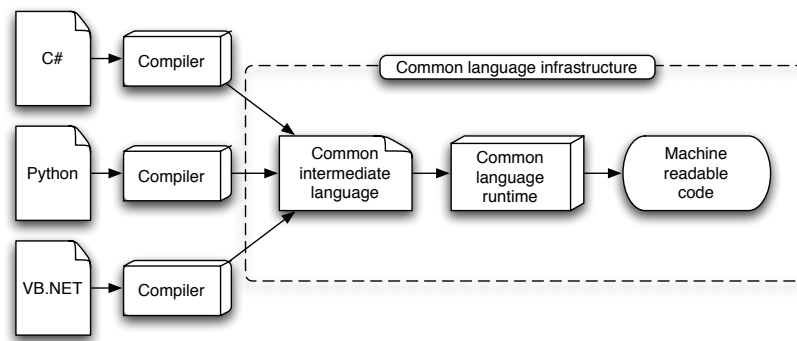 C#
Compiler
Common language infrastructure
Python
Compiler
Common
intermediate
language
Common
language
runtime
Machine
readable
code
VB.NET
Compiler